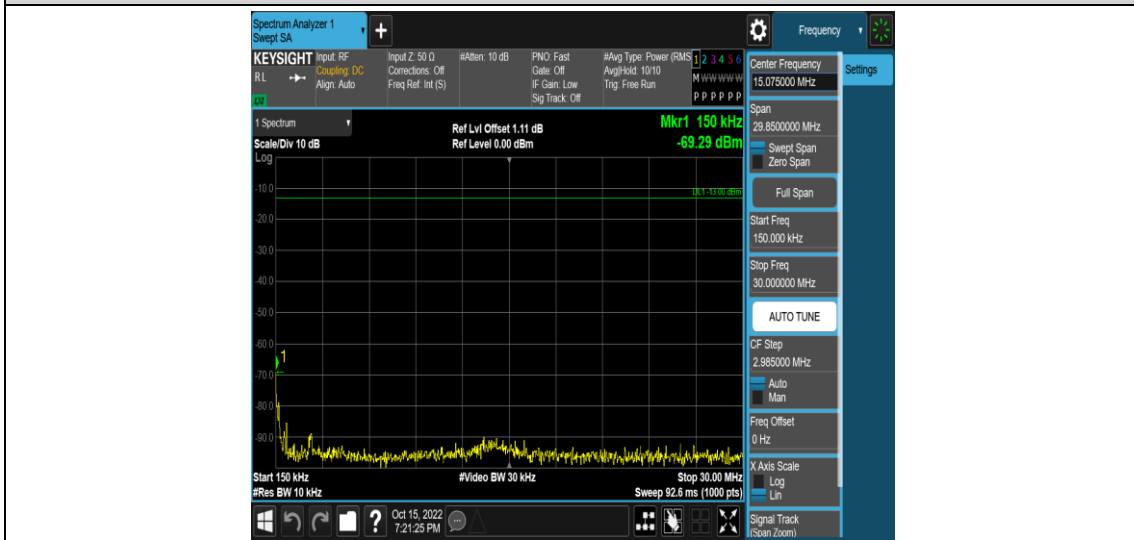 Spectrum Analyzer 1
Swept SA
+
Frequency
KEYSIGHT
RL
LXI
Input: RF
Coupling: DC
Align: Auto
Input Z: 50 Ω
Corrections: Off
Freq Ref: Int (S)
#Atten: 10 dB
PNO: Fast
Gate: Off
IF Gain: Low
Sig Track: Off
#Avg Type: Power (RMS
Avg|Hold: 10/10
Trig: Free Run
1 2 3 4 5 6
M W W W W W
P P P P P P
Center Frequency
15.075000 MHz
Settings
Span
29.8500000 MHz
Swept Span
Zero Span
Full Span
Start Freq
150.000 kHz
Stop Freq
30.000000 MHz
AUTO TUNE
CF Step
2.985000 MHz
Auto
Man
Freq Offset
0 Hz
X Axis Scale
Log
Lin
Signal Track
(Span Zoom)
1 Spectrum
Scale/Div 10 dB
Ref Lvl Offset 1.11 dB
Ref Level 0.00 dBm
Mkr1 150 kHz
-69.29 dBm
Log
DL1 -13.00 dBm
-10.0
-20.0
-30.0
-40.0
-50.0
-60.0
1
-70.0
-80.0
-90.0
Start 150 kHz
#Video BW 30 kHz
Stop 30.00 MHz
#Res BW 10 kHz
Sweep 92.6 ms (1000 pts)
?
Oct 15, 2022
7:21:25 PM